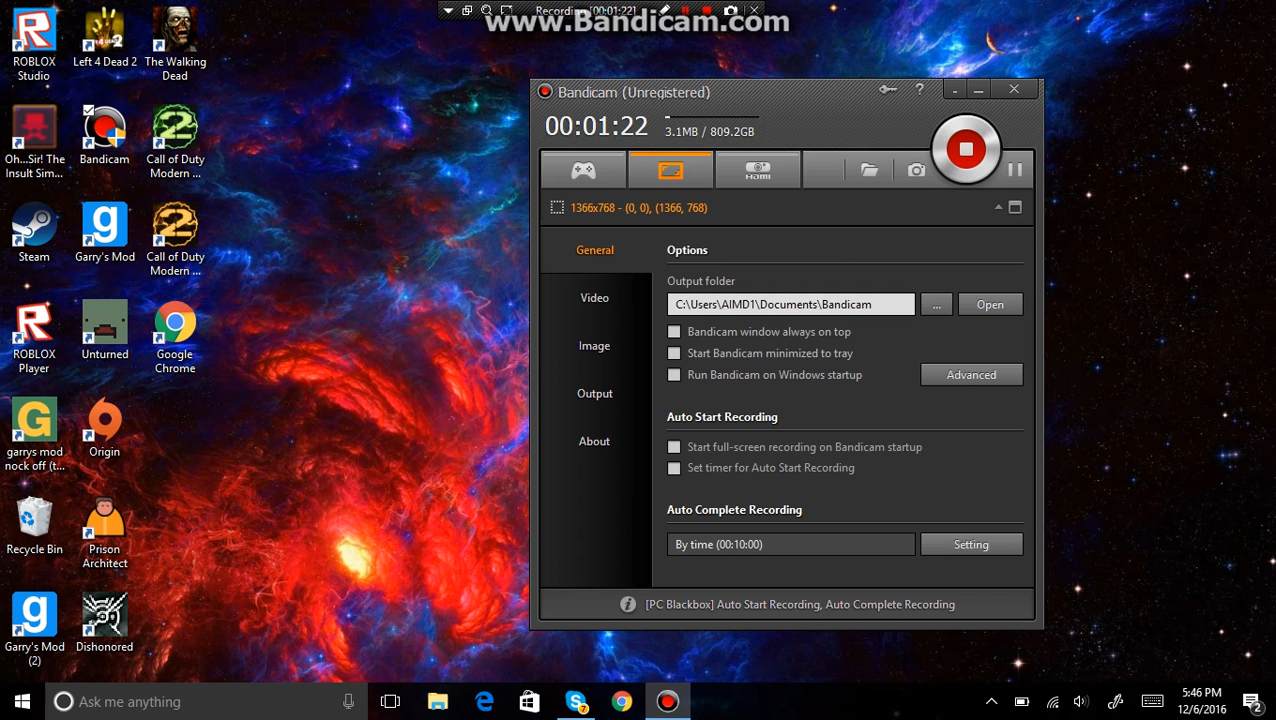 Recording [00:01:22]
www.Bandicam.com
ROBLOX
Studio
Left 4 Dead 2
The Walking
Dead
Oh...Sir! The
Insult Sim...
Bandicam
Call of Duty
Modern ...
Steam
Garry's Mod
Call of Duty
Modern ...
ROBLOX
Player
Unturned
Google
Chrome
garrys mod
nock off (t...
Origin
Recycle Bin
Prison
Architect
Garry's Mod
(2)
Dishonored
Bandicam (Unregistered)
?
00:01:22
3.1MB / 809.2GB
HDMI
1366x768 - (0, 0), (1366, 768)
General
Video
Image
Output
About
Options
Output folder
C:\Users\AIMD1\Documents\Bandicam
...
Open
Bandicam window always on top
Start Bandicam minimized to tray
Run Bandicam on Windows startup
Advanced
Auto Start Recording
Start full-screen recording on Bandicam startup
Set timer for Auto Start Recording
Auto Complete Recording
By time (00:10:00)
Setting
[PC Blackbox] Auto Start Recording, Auto Complete Recording
Ask me anything
7
5:46 PM
12/6/2016
2